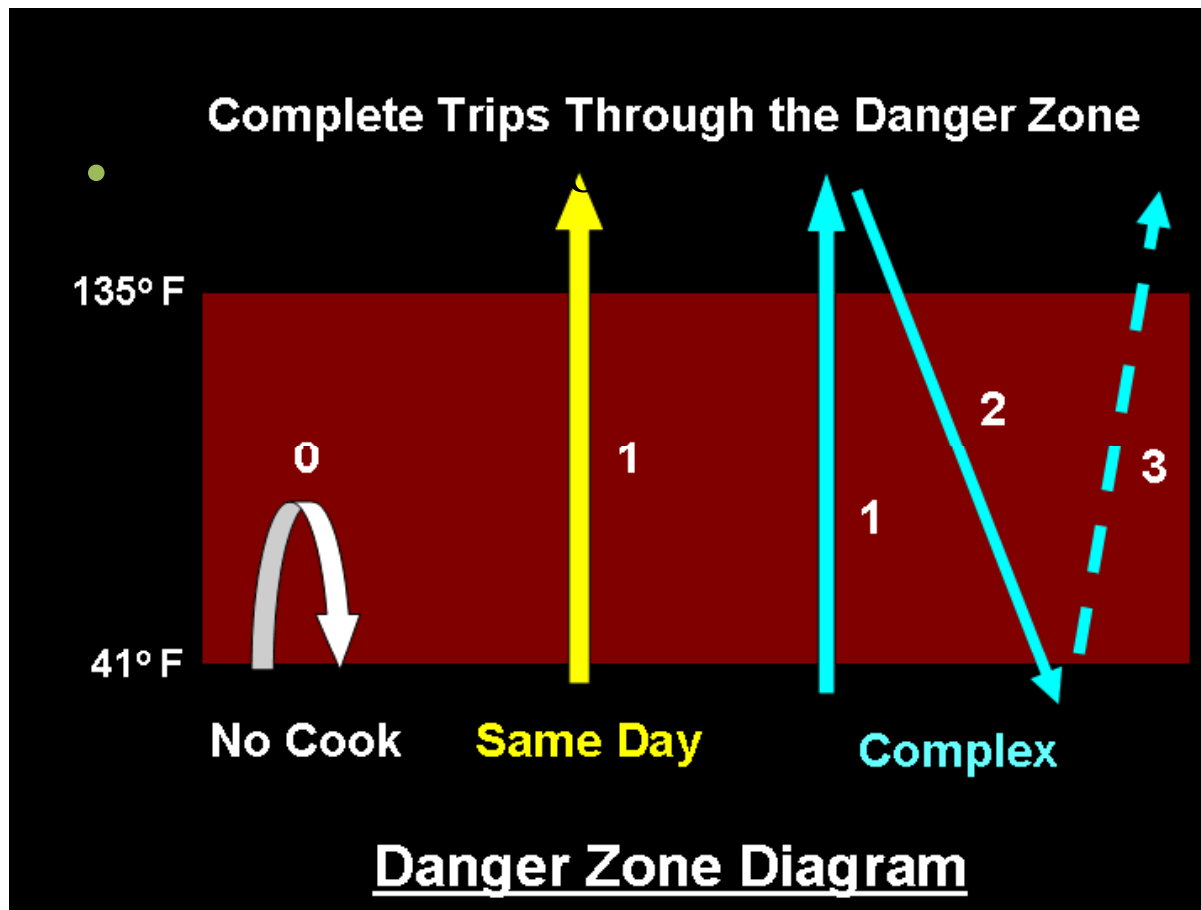 Complete Trips Through the Danger Zone
135° F
0
1
2
3
1
41° F
No Cook
Same Day
Complex
Danger Zone Diagram